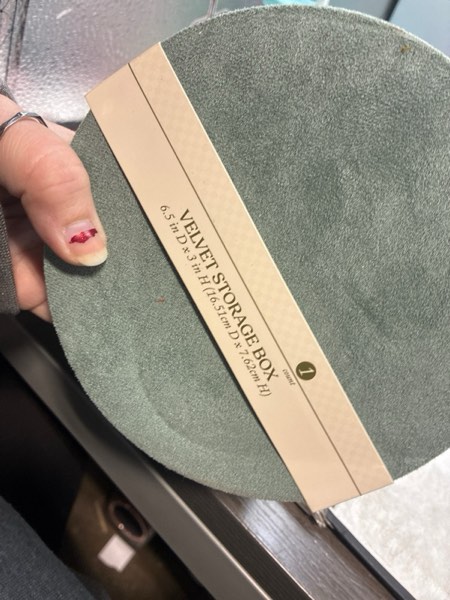 VELVET STORAGE BOX
6.5 in D x 3 in H (16.51cm D x 7.62cm H)
1
count